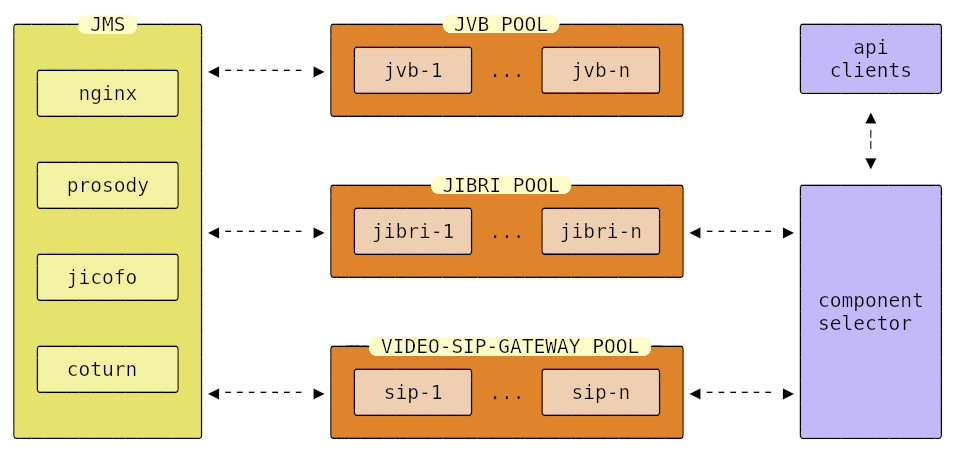 JMS
nginx
prosody
jicofo
coturn
JVB POOL
jvb-1 ... jvb-n
JIBRI POOL
jibri-1 ... jibri-n
VIDEO-SIP-GATEWAY POOL
sip-1 ... sip-n
api
clients
component
selector